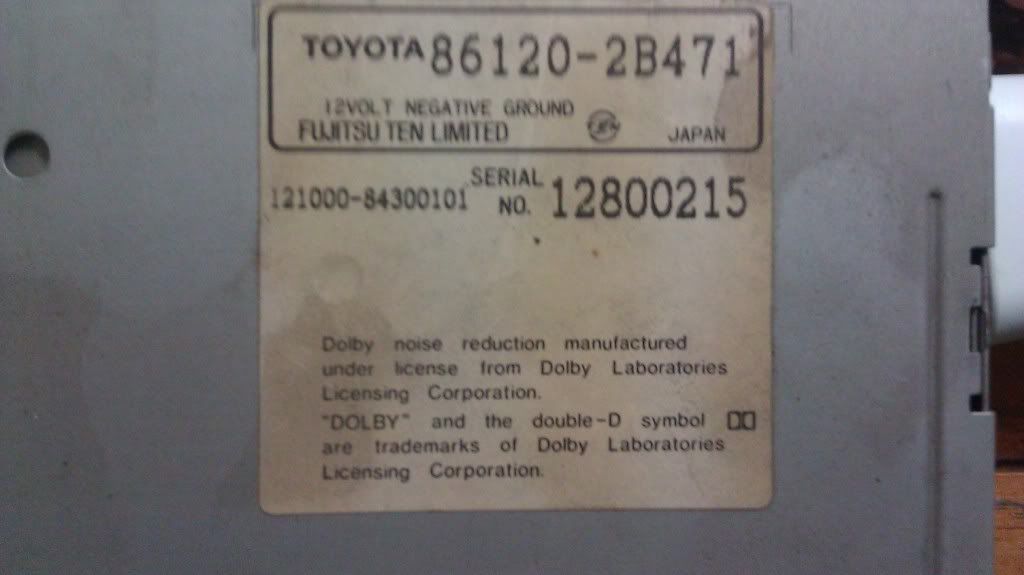 TOYOTA 86120-2B471
12VOLT NEGATIVE GROUND
FUJITSU TEN LIMITED TEN JAPAN
121000-84300101 SERIAL NO. 12800215
Dolby noise reduction manufactured
under license from Dolby Laboratories
Licensing Corporation.
"DOLBY" and the double-D symbol
are trademarks of Dolby Laboratories
Licensing Corporation.